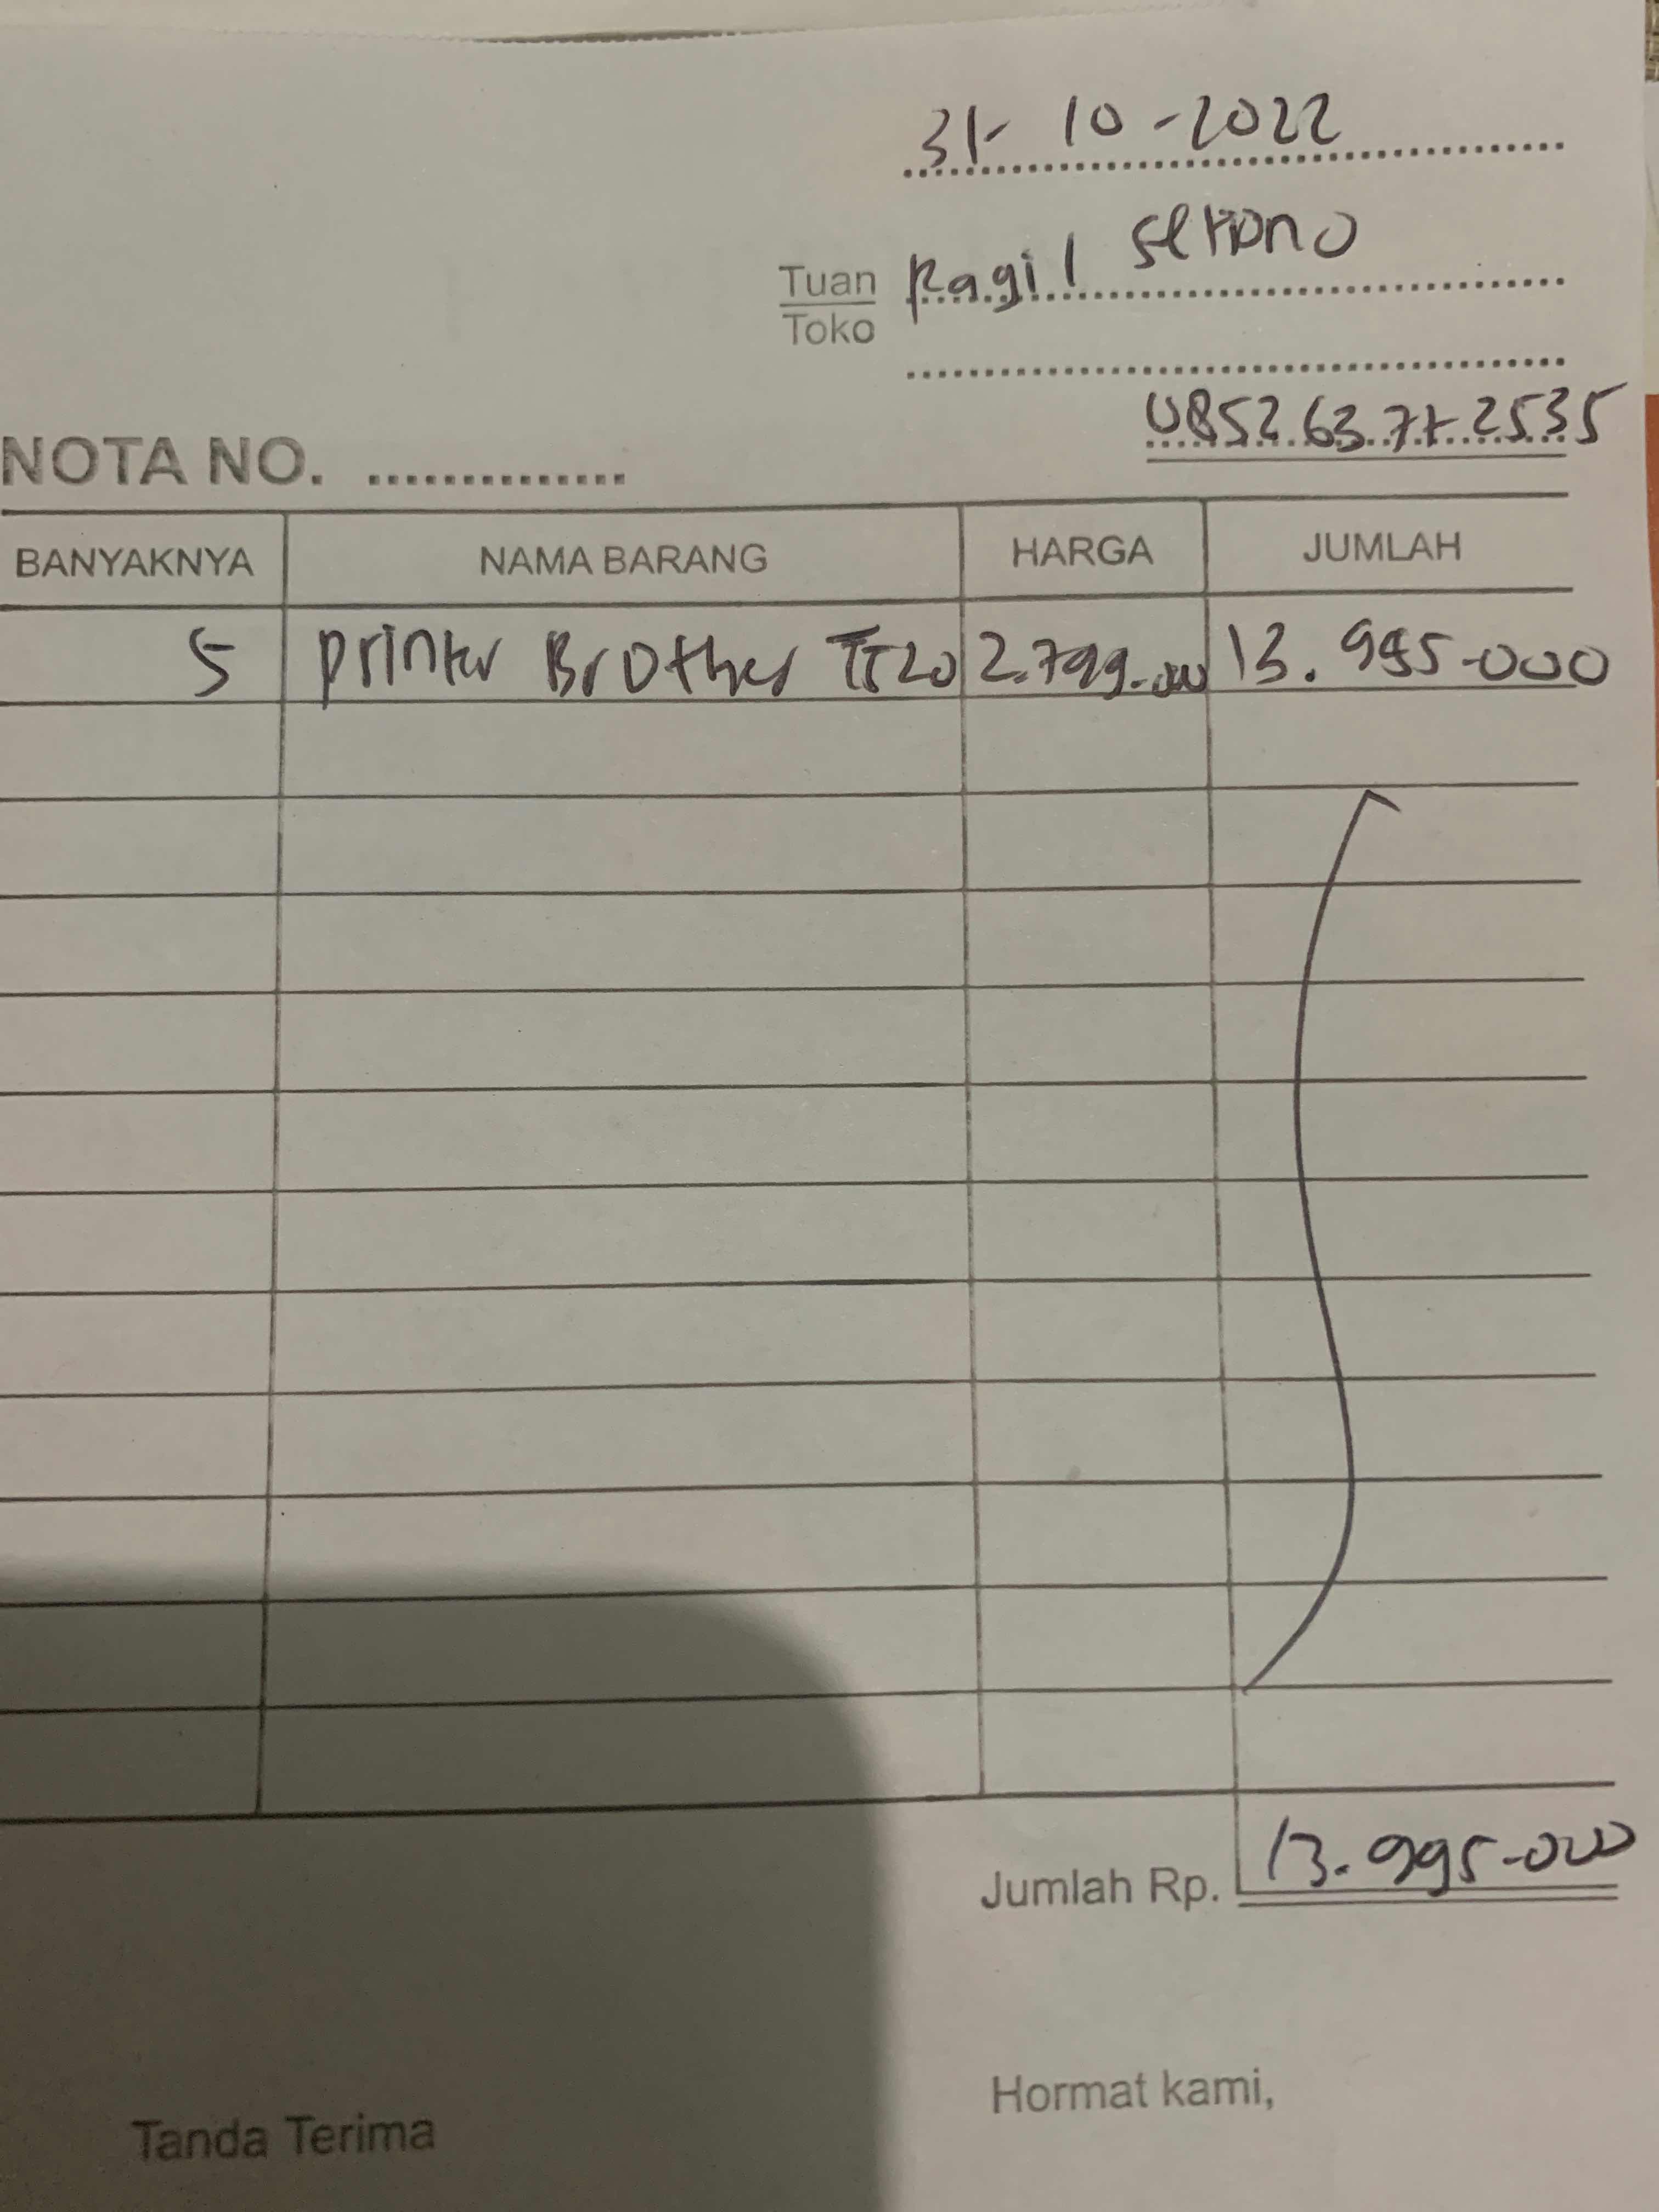 31-10-2022
Tuan
Toko
Ragil Setiono
0852.63.77.2535
NOTA NO. ..............
BANYAKNYA NAMA BARANG HARGA JUMLAH
5 printer Brother T520 2.799.000 13.995-000
Jumlah Rp. 13.995-000
Hormat kami,
Tanda Terima